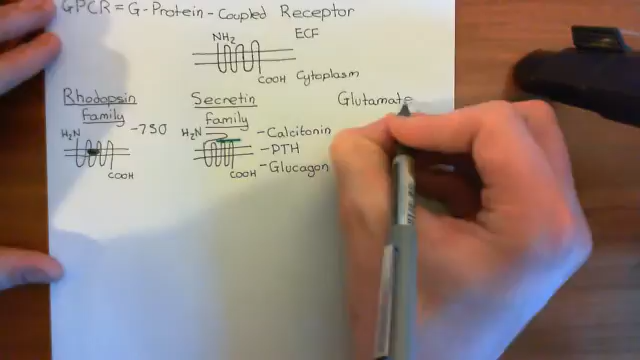 GPCR = G-Protein-Coupled Receptor
NH2
ECF
COOH Cytoplasm
Rhodopsin
Family
-750
H2N
COOH
Secretin
Family
H2N
COOH
-Calcitonin
-PTH
-Glucagon
Glutamate